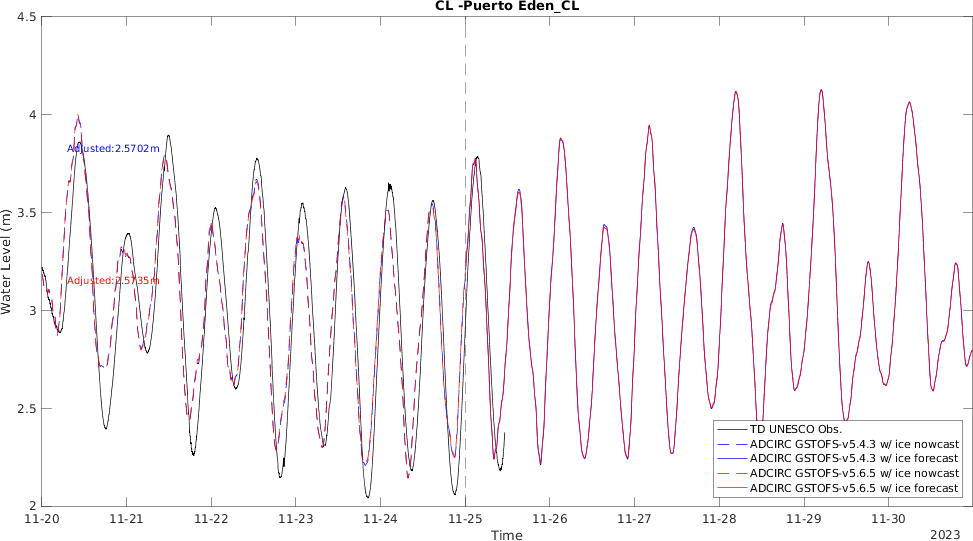 CL -Puerto Eden_CL
4.5
4
3.5
3
2.5
2
Water Level (m)
Adjusted:2.5702m
Adjusted:2.5735m
TD UNESCO Obs.
ADCIRC GSTOFS-v5.4.3 w/ ice nowcast
ADCIRC GSTOFS-v5.4.3 w/ ice forecast
ADCIRC GSTOFS-v5.6.5 w/ ice nowcast
ADCIRC GSTOFS-v5.6.5 w/ ice forecast
11-20 11-21 11-22 11-23 11-24 11-25 11-26 11-27 11-28 11-29 11-30
Time
2023